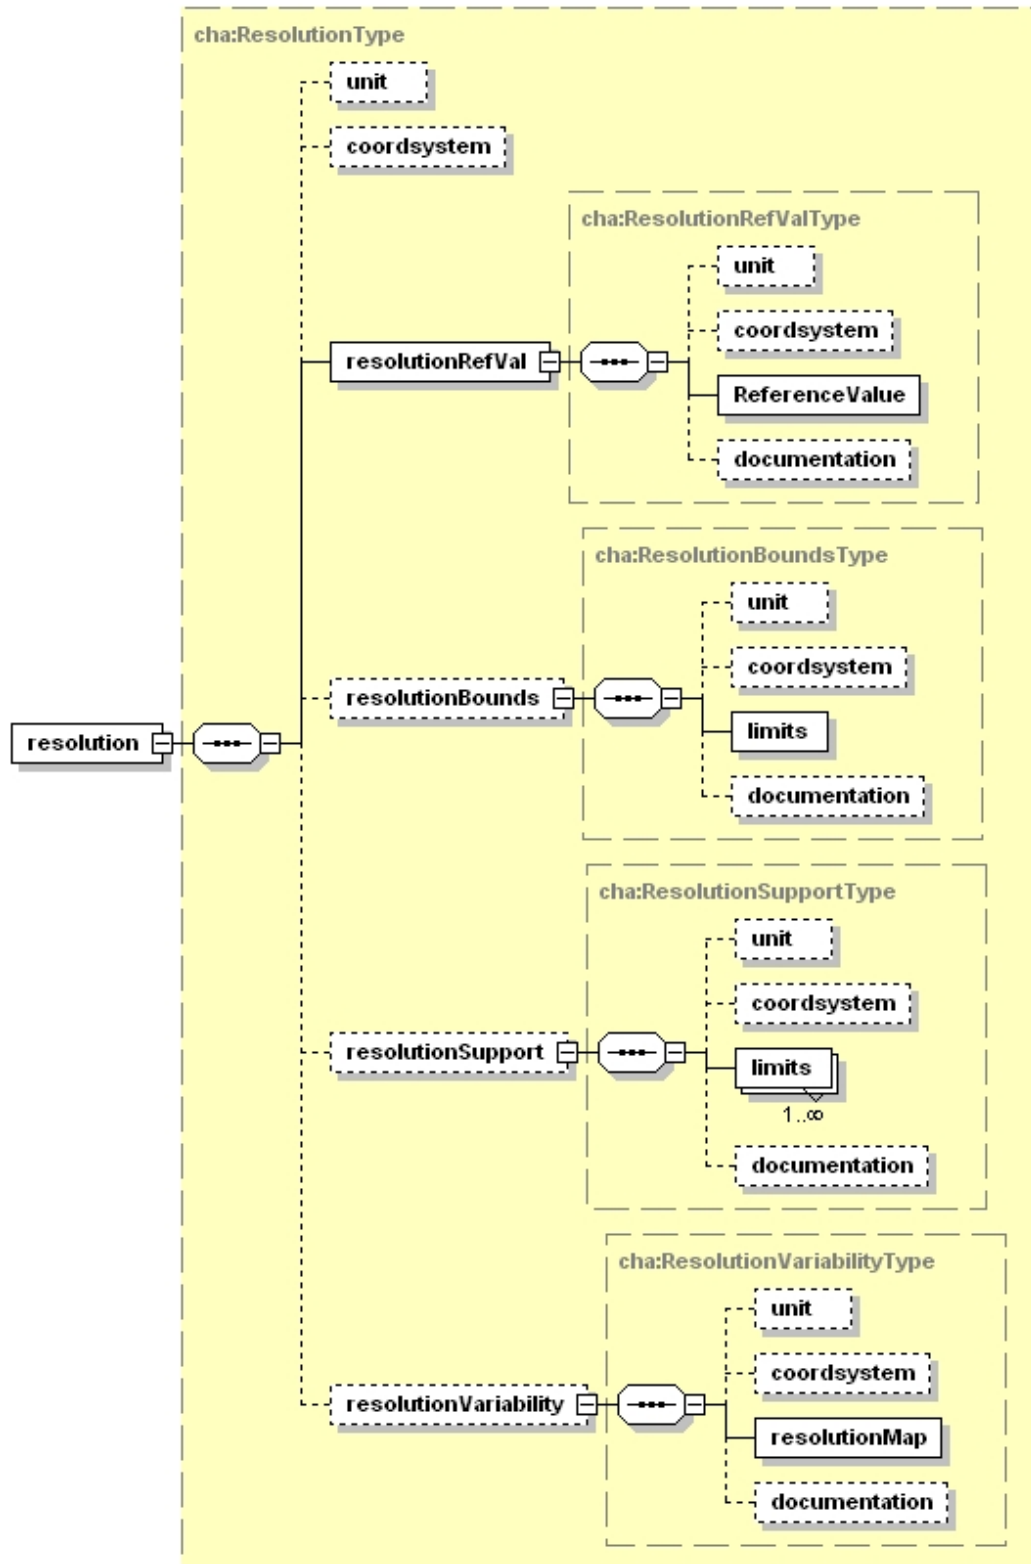 cha:ResolutionType
unit
coordsystem
cha:ResolutionRefValType
unit
coordsystem
resolutionRefVal
ReferenceValue
documentation
cha:ResolutionBoundsType
unit
coordsystem
resolutionBounds
limits
resolution
documentation
cha:ResolutionSupportType
unit
coordsystem
resolutionSupport
limits
1..∞
documentation
cha:ResolutionVariabilityType
unit
coordsystem
resolutionVariability
resolutionMap
documentation